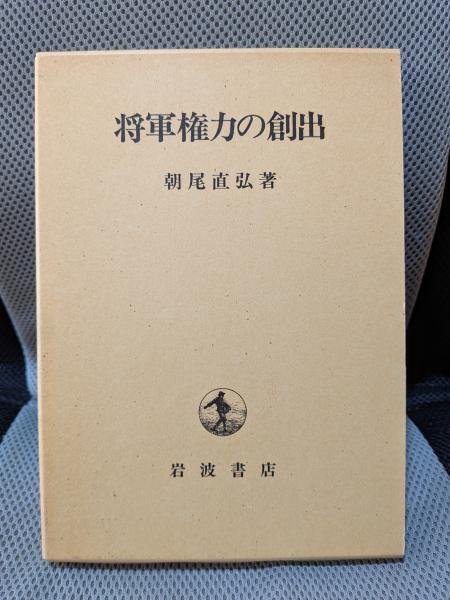 将軍権力の創出
朝尾直弘著
岩波書店